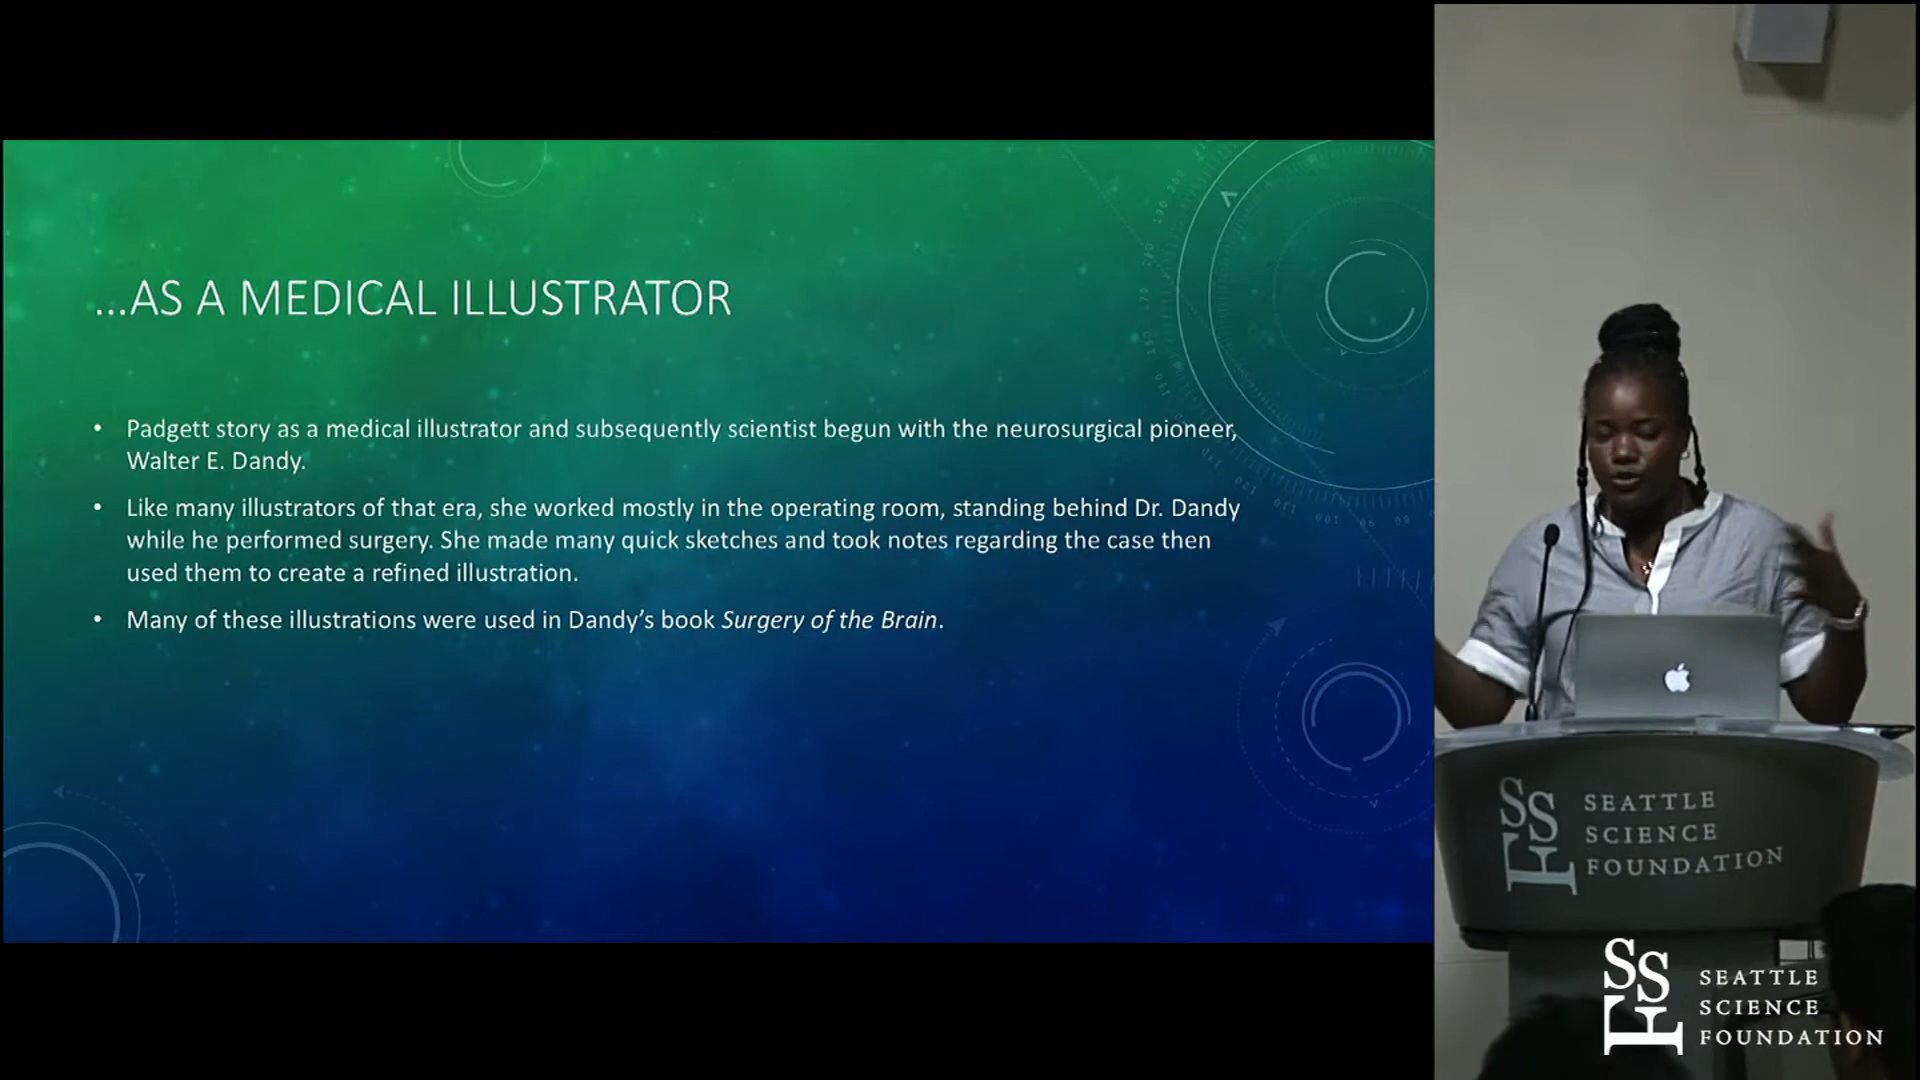 ...AS A MEDICAL ILLUSTRATOR
• Padgett story as a medical illustrator and subsequently scientist begun with the neurosurgical pioneer,
Walter E. Dandy.
• Like many illustrators of that era, she worked mostly in the operating room, standing behind Dr. Dandy
while he performed surgery. She made many quick sketches and took notes regarding the case then
used them to create a refined illustration.
• Many of these illustrations were used in Dandy’s book Surgery of the Brain.
SSF
SEATTLE
SCIENCE
FOUNDATION
SSF
SEATTLE
SCIENCE
FOUNDATION